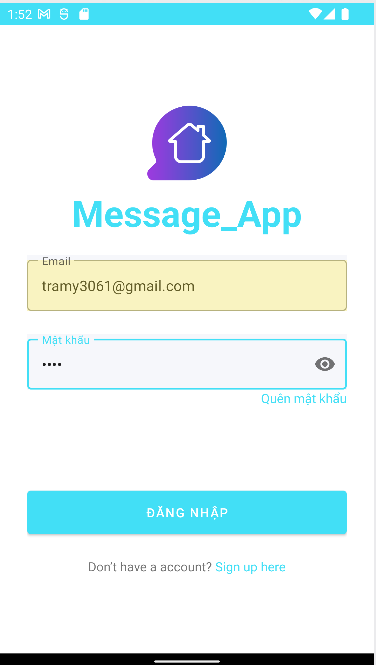 1:52
Message_App
Email
tramy3061@gmail.com
Mật khẩu
••••
Quên mật khẩu
ĐĂNG NHẬP
Don't have a account? Sign up here